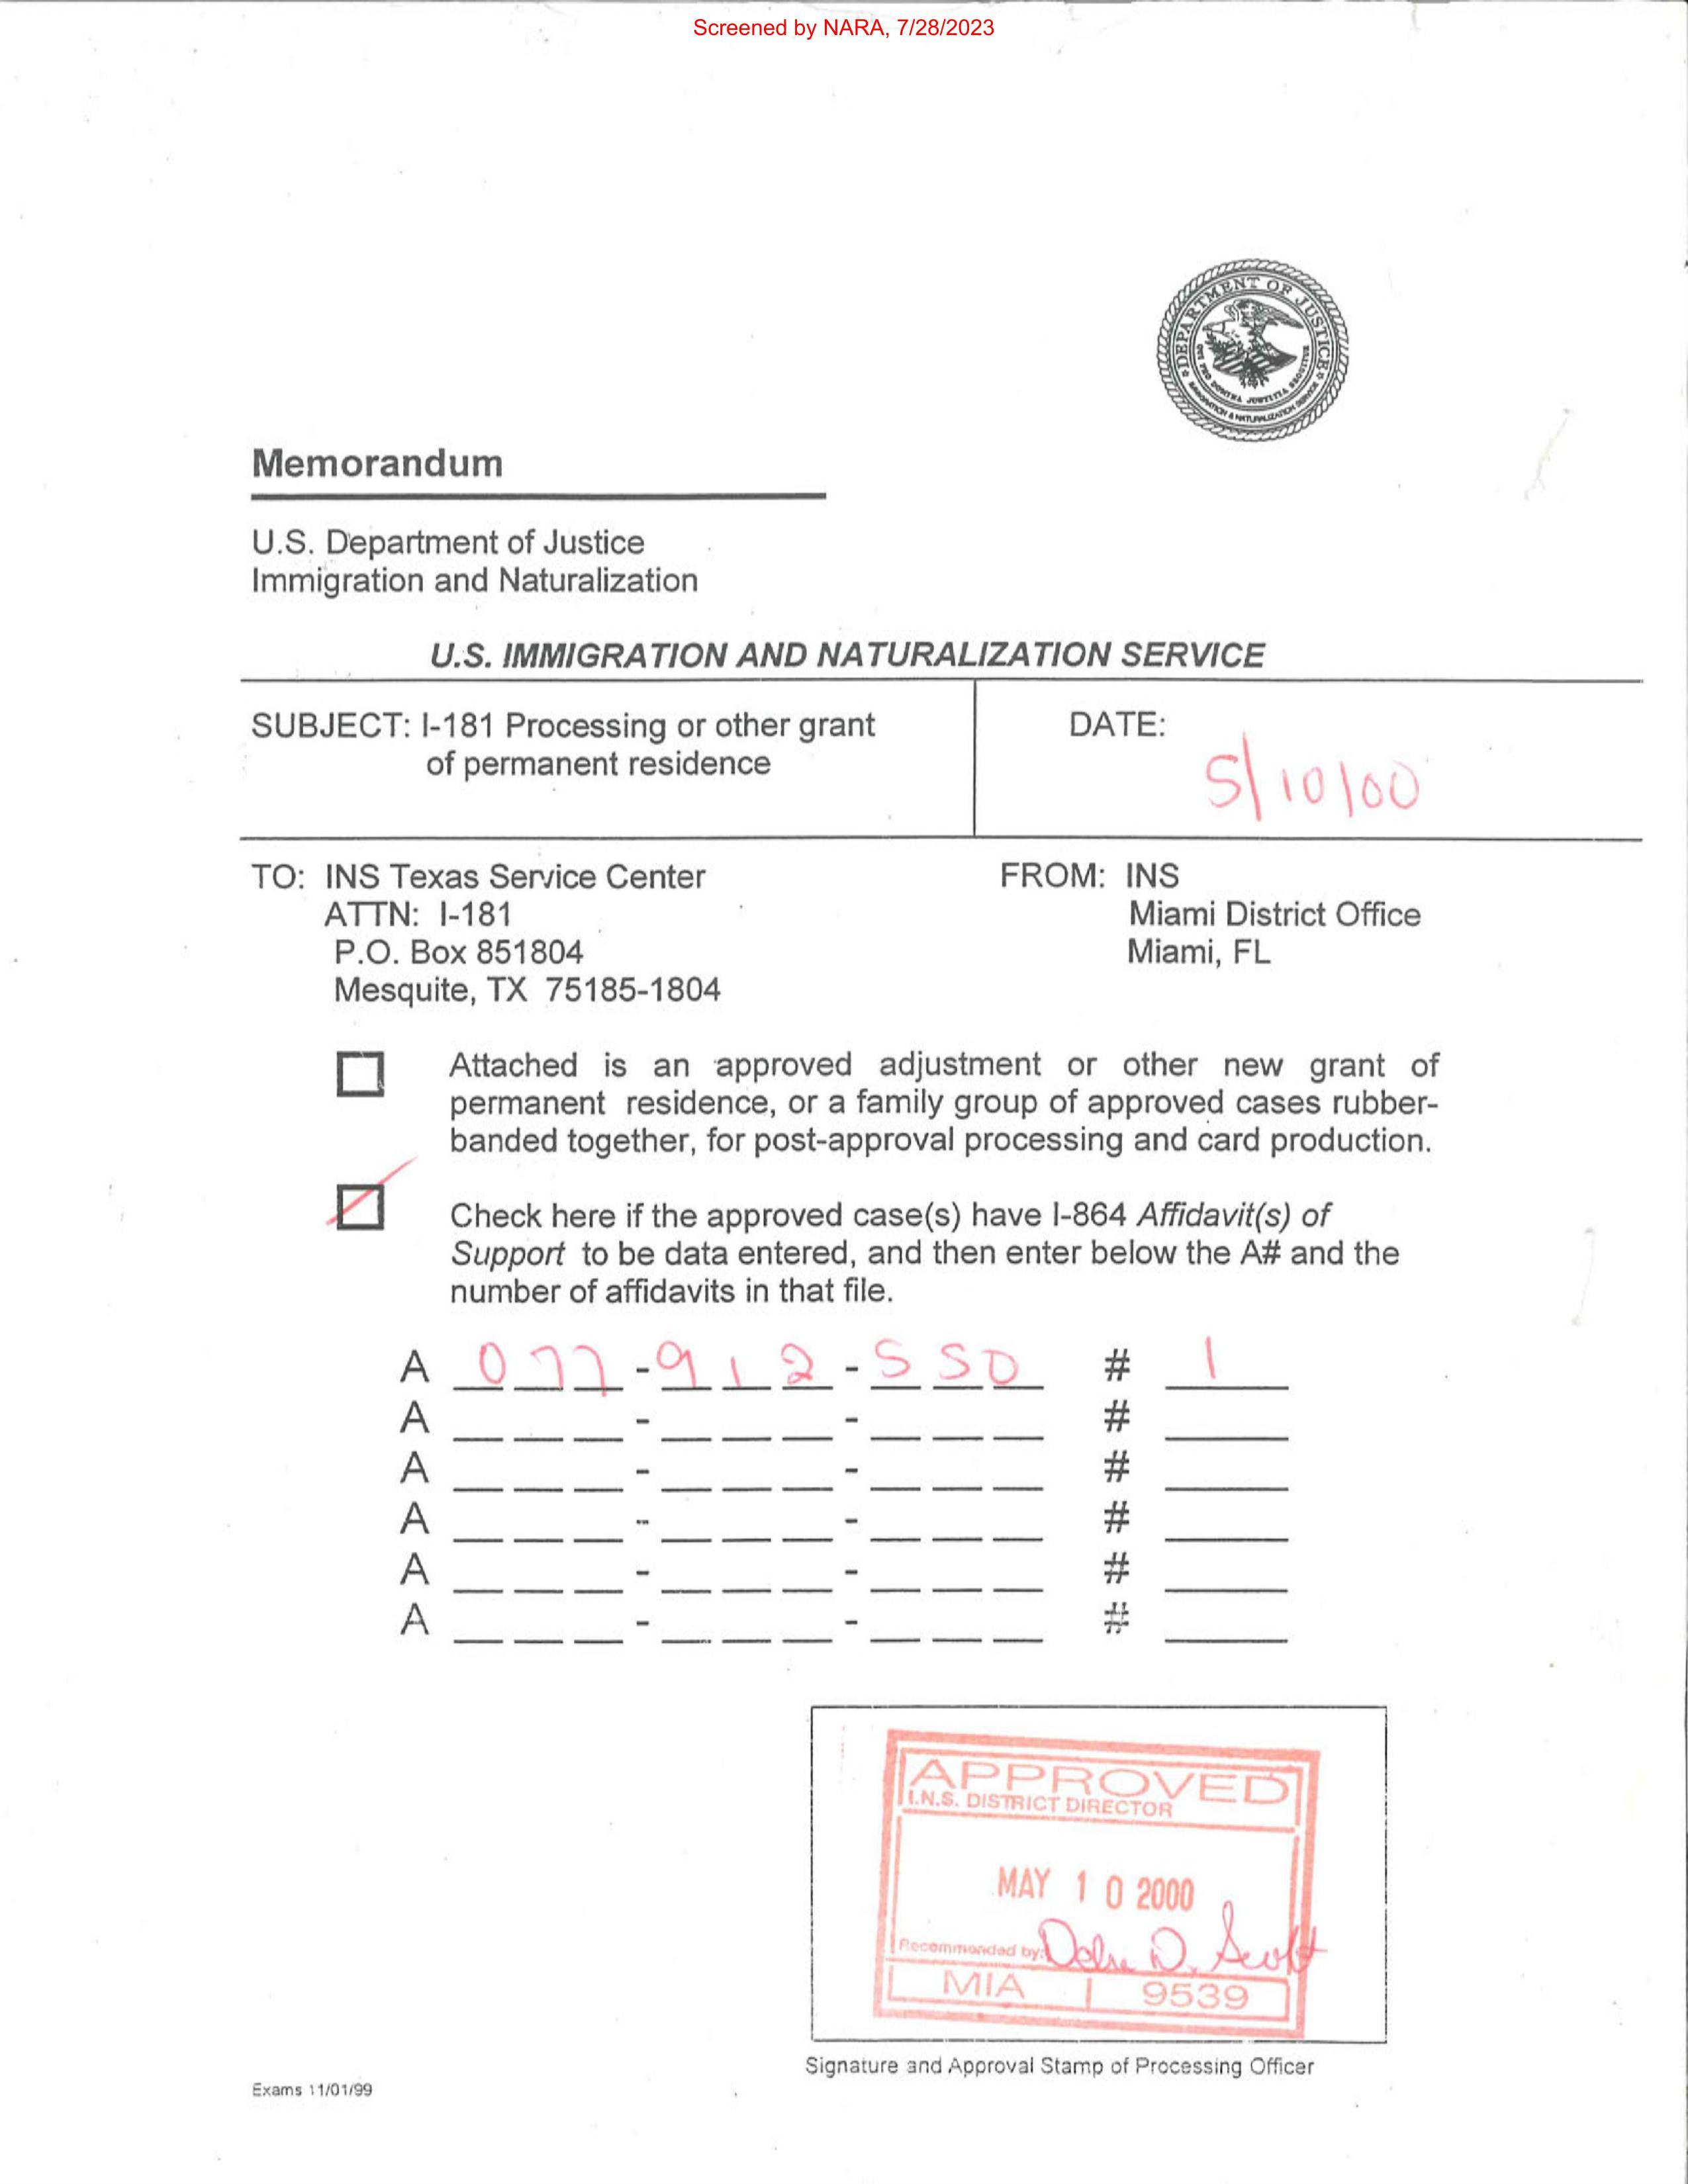 Screened by NARA, 7/28/2023
DEPARTMENT OF JUSTICE
IMMIGRATION & NATURALIZATION SERVICE
Memorandum
U.S. Department of Justice
Immigration and Naturalization
U.S. IMMIGRATION AND NATURALIZATION SERVICE
SUBJECT: I-181 Processing or other grant
of permanent residence
DATE:
5/10/00
TO: INS Texas Service Center
ATTN: I-181
P.O. Box 851804
Mesquite, TX 75185-1804
FROM: INS
Miami District Office
Miami, FL
Attached is an approved adjustment or other new grant of
permanent residence, or a family group of approved cases rubber-
banded together, for post-approval processing and card production.
Check here if the approved case(s) have I-864 Affidavit(s) of
Support to be data entered, and then enter below the A# and the
number of affidavits in that file.
A 077-912-550 # 1
A ___-___-___ # ___
A ___-___-___ # ___
A ___-___-___ # ___
A ___-___-___ # ___
A ___-___-___ # ___
APPROVED
I.N.S. DISTRICT DIRECTOR
MAY 10 2000
Recommended by: D. Scott
MIA 9539
Signature and Approval Stamp of Processing Officer
Exams 11/01/99